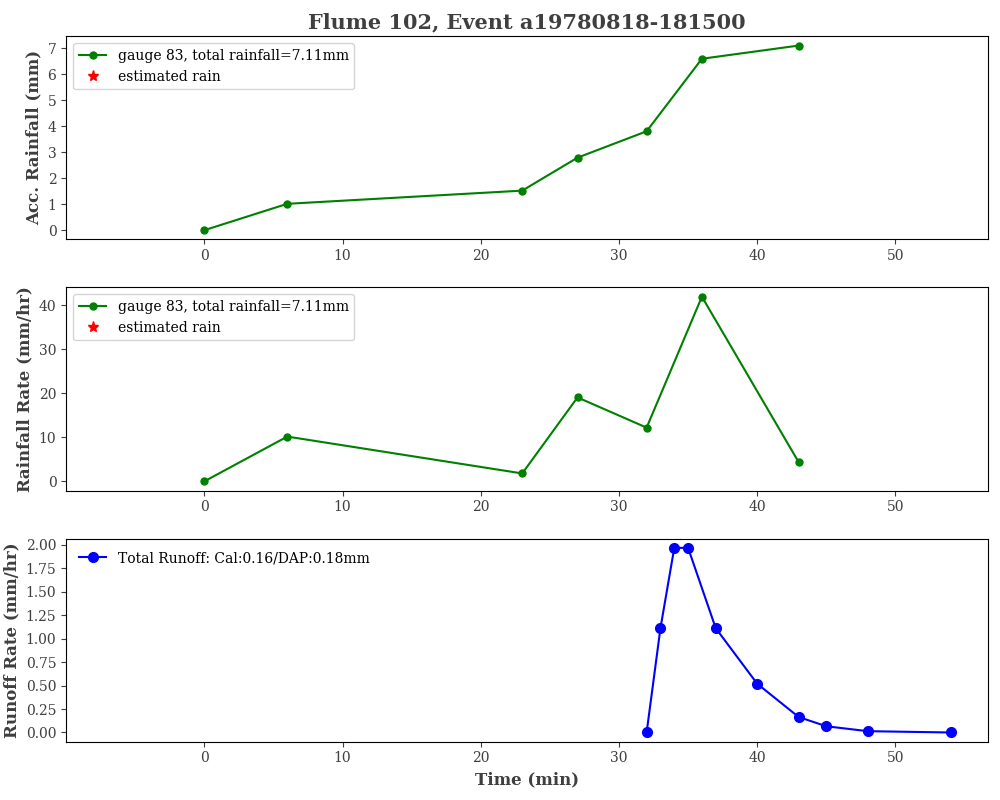 Flume 102, Event a19780818-181500
Acc. Rainfall (mm)
7
6
5
4
3
2
1
0
gauge 83, total rainfall=7.11mm
estimated rain
0 10 20 30 40 50
Rainfall Rate (mm/hr)
40
30
20
10
0
gauge 83, total rainfall=7.11mm
estimated rain
0 10 20 30 40 50
Runoff Rate (mm/hr)
2.00
1.75
1.50
1.25
1.00
0.75
0.50
0.25
0.00
Total Runoff: Cal:0.16/DAP:0.18mm
0 10 20 30 40 50
Time (min)